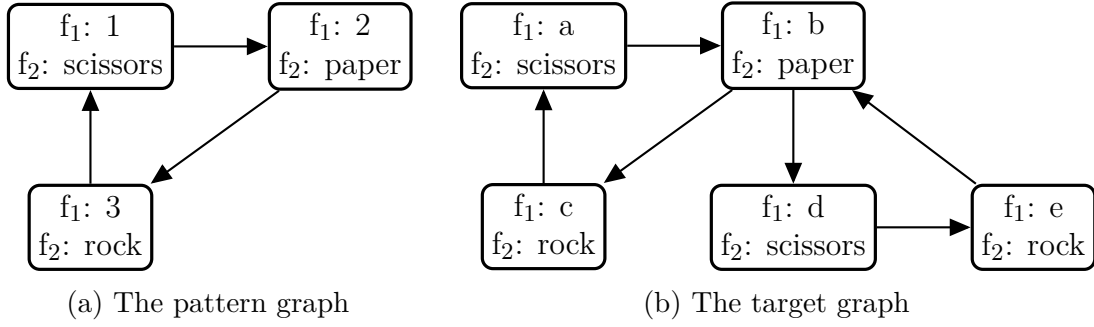 f₁: 1
f₂: scissors
f₁: 2
f₂: paper
f₁: 3
f₂: rock
(a) The pattern graph
f₁: a
f₂: scissors
f₁: b
f₂: paper
f₁: c
f₂: rock
f₁: d
f₂: scissors
f₁: e
f₂: rock
(b) The target graph